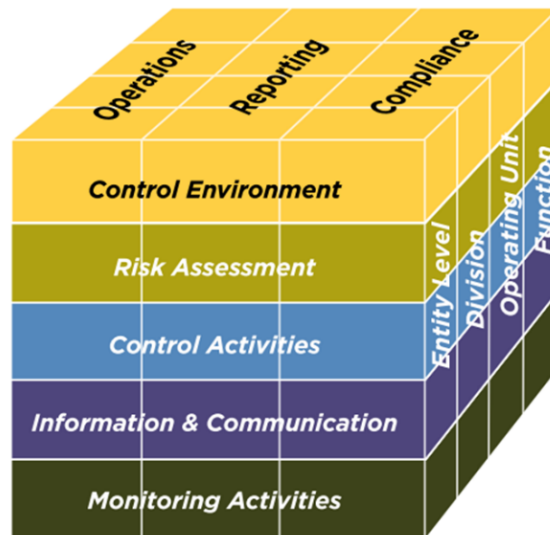 Operations
Reporting
Compliance
Control Environment
Risk Assessment
Control Activities
Information & Communication
Monitoring Activities
Entity Level
Division
Operating Unit
Function